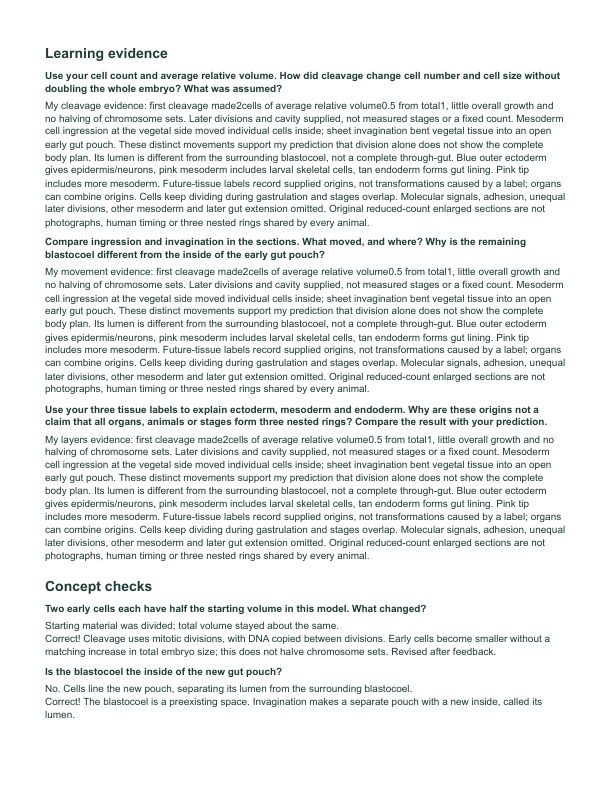 Learning evidence
Use your cell count and average relative volume. How did cleavage change cell number and cell size without
doubling the whole embryo? What was assumed?
My cleavage evidence: first cleavage made2cells of average relative volume0.5 from total1, little overall growth and
no halving of chromosome sets. Later divisions and cavity supplied, not measured stages or a fixed count. Mesoderm
cell ingression at the vegetal side moved individual cells inside; sheet invagination bent vegetal tissue into an open
early gut pouch. These distinct movements support my prediction that division alone does not show the complete
body plan. Its lumen is different from the surrounding blastocoel, not a complete through-gut. Blue outer ectoderm
gives epidermis/neurons, pink mesoderm includes larval skeletal cells, tan endoderm forms gut lining. Pink tip
includes more mesoderm. Future-tissue labels record supplied origins, not transformations caused by a label; organs
can combine origins. Cells keep dividing during gastrulation and stages overlap. Molecular signals, adhesion, unequal
later divisions, other mesoderm and later gut extension omitted. Original reduced-count enlarged sections are not
photographs, human timing or three nested rings shared by every animal.
Compare ingression and invagination in the sections. What moved, and where? Why is the remaining
blastocoel different from the inside of the early gut pouch?
My movement evidence: first cleavage made2cells of average relative volume0.5 from total1, little overall growth and
no halving of chromosome sets. Later divisions and cavity supplied, not measured stages or a fixed count. Mesoderm
cell ingression at the vegetal side moved individual cells inside; sheet invagination bent vegetal tissue into an open
early gut pouch. These distinct movements support my prediction that division alone does not show the complete
body plan. Its lumen is different from the surrounding blastocoel, not a complete through-gut. Blue outer ectoderm
gives epidermis/neurons, pink mesoderm includes larval skeletal cells, tan endoderm forms gut lining. Pink tip
includes more mesoderm. Future-tissue labels record supplied origins, not transformations caused by a label; organs
can combine origins. Cells keep dividing during gastrulation and stages overlap. Molecular signals, adhesion, unequal
later divisions, other mesoderm and later gut extension omitted. Original reduced-count enlarged sections are not
photographs, human timing or three nested rings shared by every animal.
Use your three tissue labels to explain ectoderm, mesoderm and endoderm. Why are these origins not a
claim that all organs, animals or stages form three nested rings? Compare the result with your prediction.
My layers evidence: first cleavage made2cells of average relative volume0.5 from total1, little overall growth and no
halving of chromosome sets. Later divisions and cavity supplied, not measured stages or a fixed count. Mesoderm
cell ingression at the vegetal side moved individual cells inside; sheet invagination bent vegetal tissue into an open
early gut pouch. These distinct movements support my prediction that division alone does not show the complete
body plan. Its lumen is different from the surrounding blastocoel, not a complete through-gut. Blue outer ectoderm
gives epidermis/neurons, pink mesoderm includes larval skeletal cells, tan endoderm forms gut lining. Pink tip
includes more mesoderm. Future-tissue labels record supplied origins, not transformations caused by a label; organs
can combine origins. Cells keep dividing during gastrulation and stages overlap. Molecular signals, adhesion, unequal
later divisions, other mesoderm and later gut extension omitted. Original reduced-count enlarged sections are not
photographs, human timing or three nested rings shared by every animal.
Concept checks
Two early cells each have half the starting volume in this model. What changed?
Starting material was divided; total volume stayed about the same.
Correct! Cleavage uses mitotic divisions, with DNA copied between divisions. Early cells become smaller without a
matching increase in total embryo size; this does not halve chromosome sets. Revised after feedback.
Is the blastocoel the inside of the new gut pouch?
No. Cells line the new pouch, separating its lumen from the surrounding blastocoel.
Correct! The blastocoel is a preexisting space. Invagination makes a separate pouch with a new inside, called its
lumen.